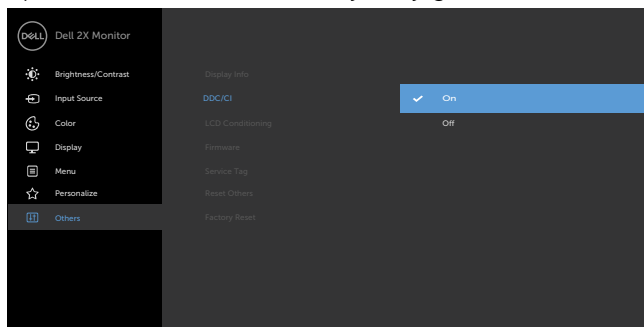 DELL
Dell 2X Monitor
Brightness/Contrast
Display Info
Input Source
DDC/CI
On
Color
LCD Conditioning
Off
Display
Firmware
Menu
Service Tag
Personalize
Reset Others
Others
Factory Reset